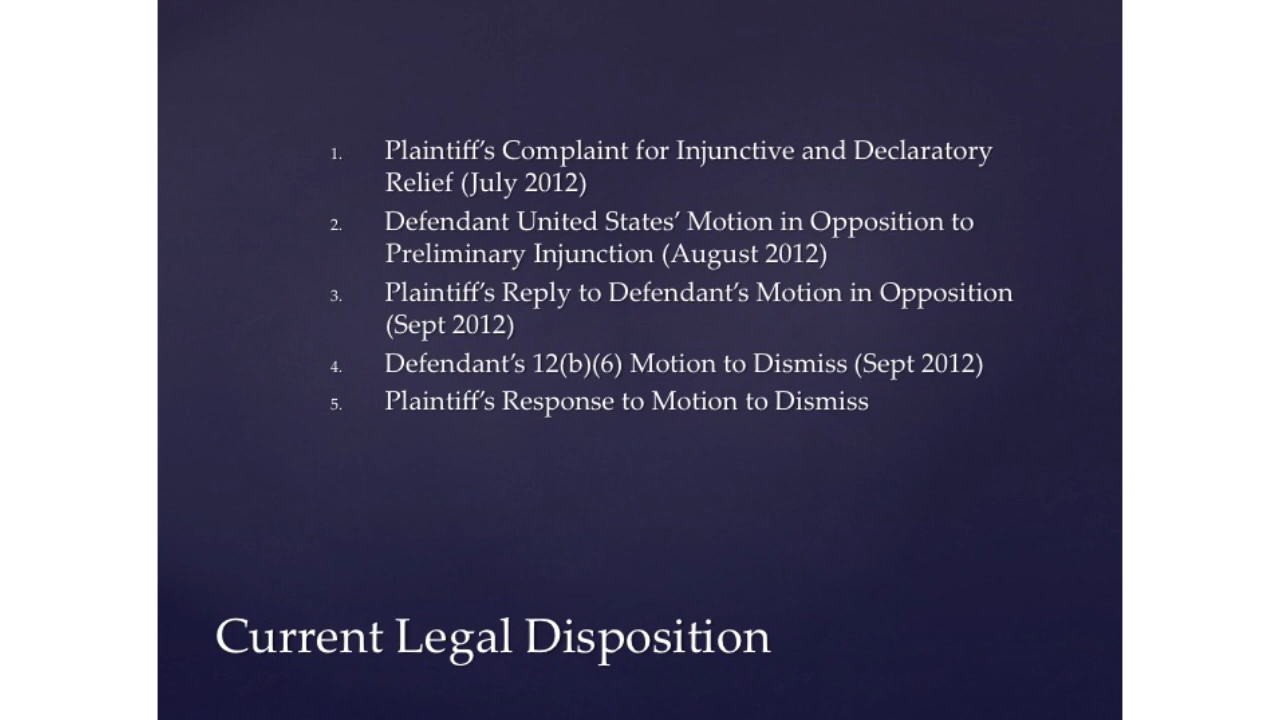 1. Plaintiff’s Complaint for Injunctive and Declaratory
Relief (July 2012)
2. Defendant United States’ Motion in Opposition to
Preliminary Injunction (August 2012)
3. Plaintiff’s Reply to Defendant’s Motion in Opposition
(Sept 2012)
4. Defendant’s 12(b)(6) Motion to Dismiss (Sept 2012)
5. Plaintiff’s Response to Motion to Dismiss
Current Legal Disposition